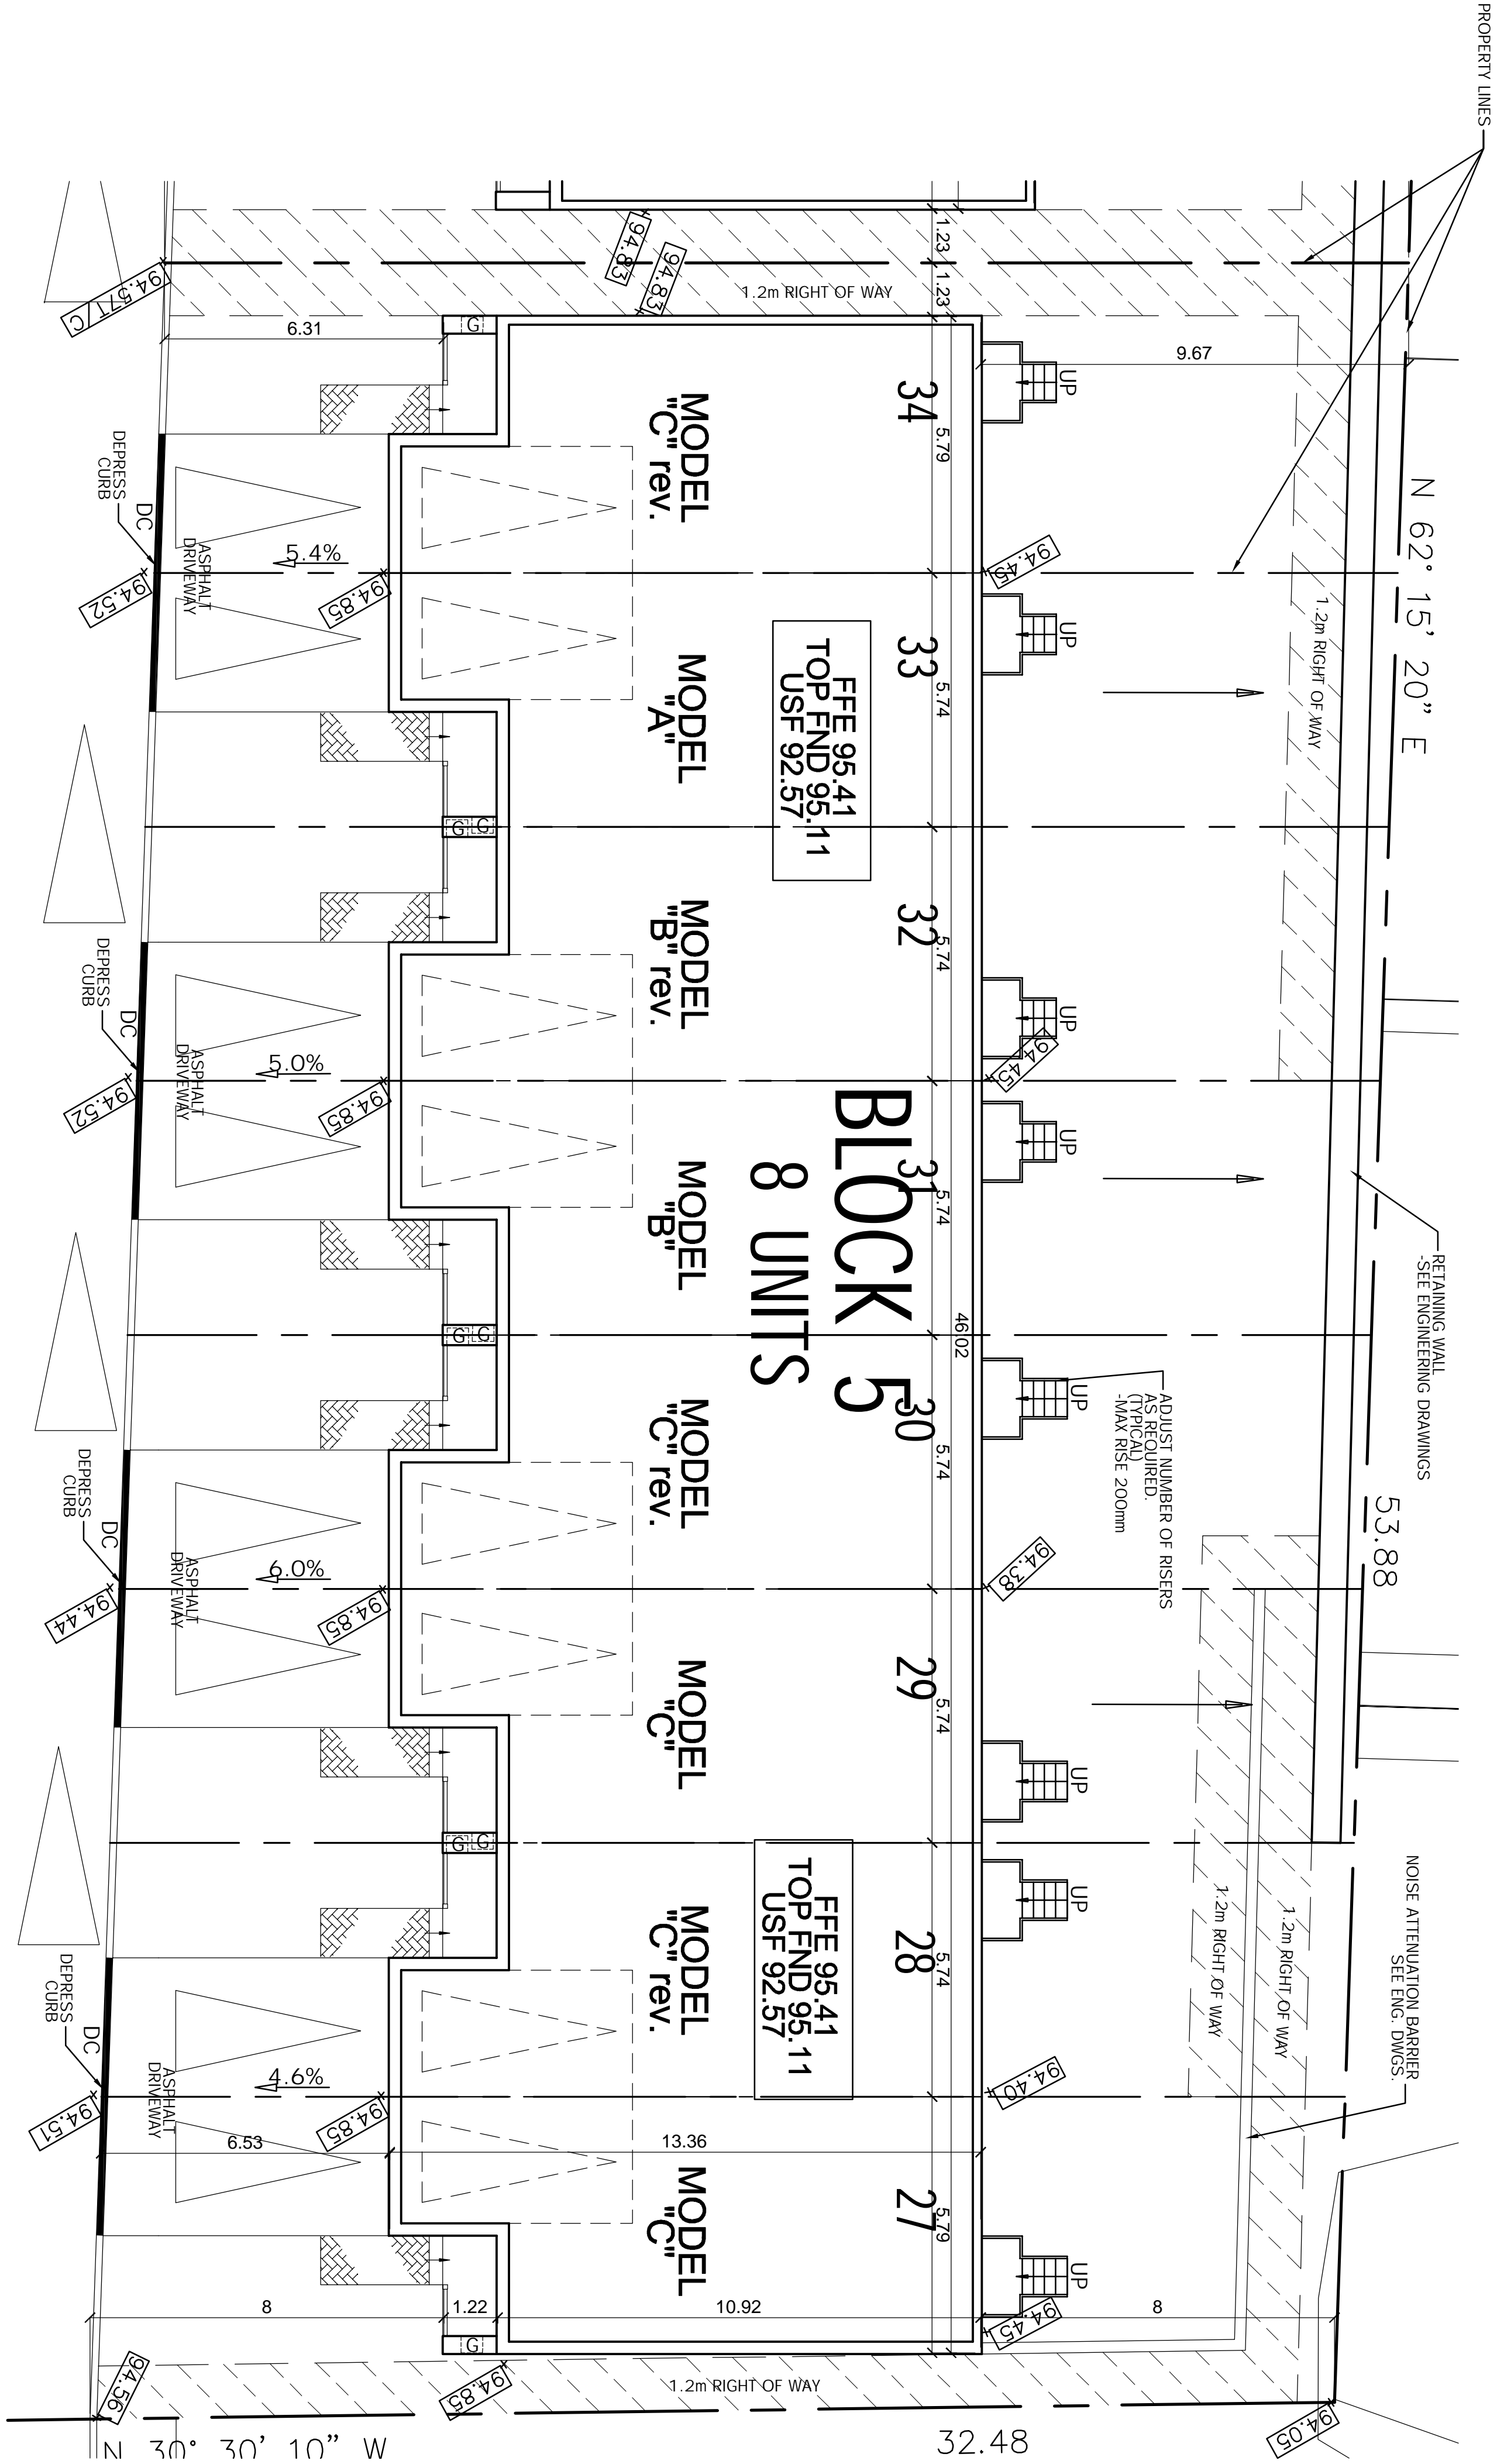 PROPERTY LINES
N 62° 15' 20" E
53.88
1.23
1.23
94.83
94.83
1.2m RIGHT OF WAY
94.57T/C
6.31
9.67
G
UP
34
5.79
MODEL
"C" rev.
DEPRESS
CURB
DC
ASPHALT
DRIVEWAY
5.4%
94.52
94.85
94.45
1.2m RIGHT OF WAY
UP
33
5.74
MODEL
"A"
FFE 95.41
TOP FND 95.11
USF 92.57
G
G
32
5.74
MODEL
"B" rev.
UP
94.45
DEPRESS
CURB
DC
ASPHALT
DRIVEWAY
5.0%
94.52
94.85
BLOCK 5
8 UNITS
UP
31
5.74
MODEL
"B"
RETAINING WALL
-SEE ENGINEERING DRAWINGS
46.02
G
G
UP
30
5.74
MODEL
"C" rev.
ADJUST NUMBER OF RISERS
AS REQUIRED.
(TYPICAL)
-MAX RISE 200mm
DEPRESS
CURB
DC
ASPHALT
DRIVEWAY
6.0%
94.44
94.85
94.38
29
5.74
MODEL
"C"
UP
G
G
UP
FFE 95.41
TOP FND 95.11
USF 92.57
28
5.74
MODEL
"C" rev.
1.2m RIGHT OF WAY
1.2m RIGHT OF WAY
NOISE ATTENUATION BARRIER
SEE ENG. DWGS.
DEPRESS
CURB
DC
ASPHALT
DRIVEWAY
4.6%
94.51
94.85
94.40
6.53
13.36
27
5.79
MODEL
"C"
UP
8
1.22
10.92
8
94.45
G
94.56
94.85
1.2m RIGHT OF WAY
94.05
N 30° 30' 10" W
32.48